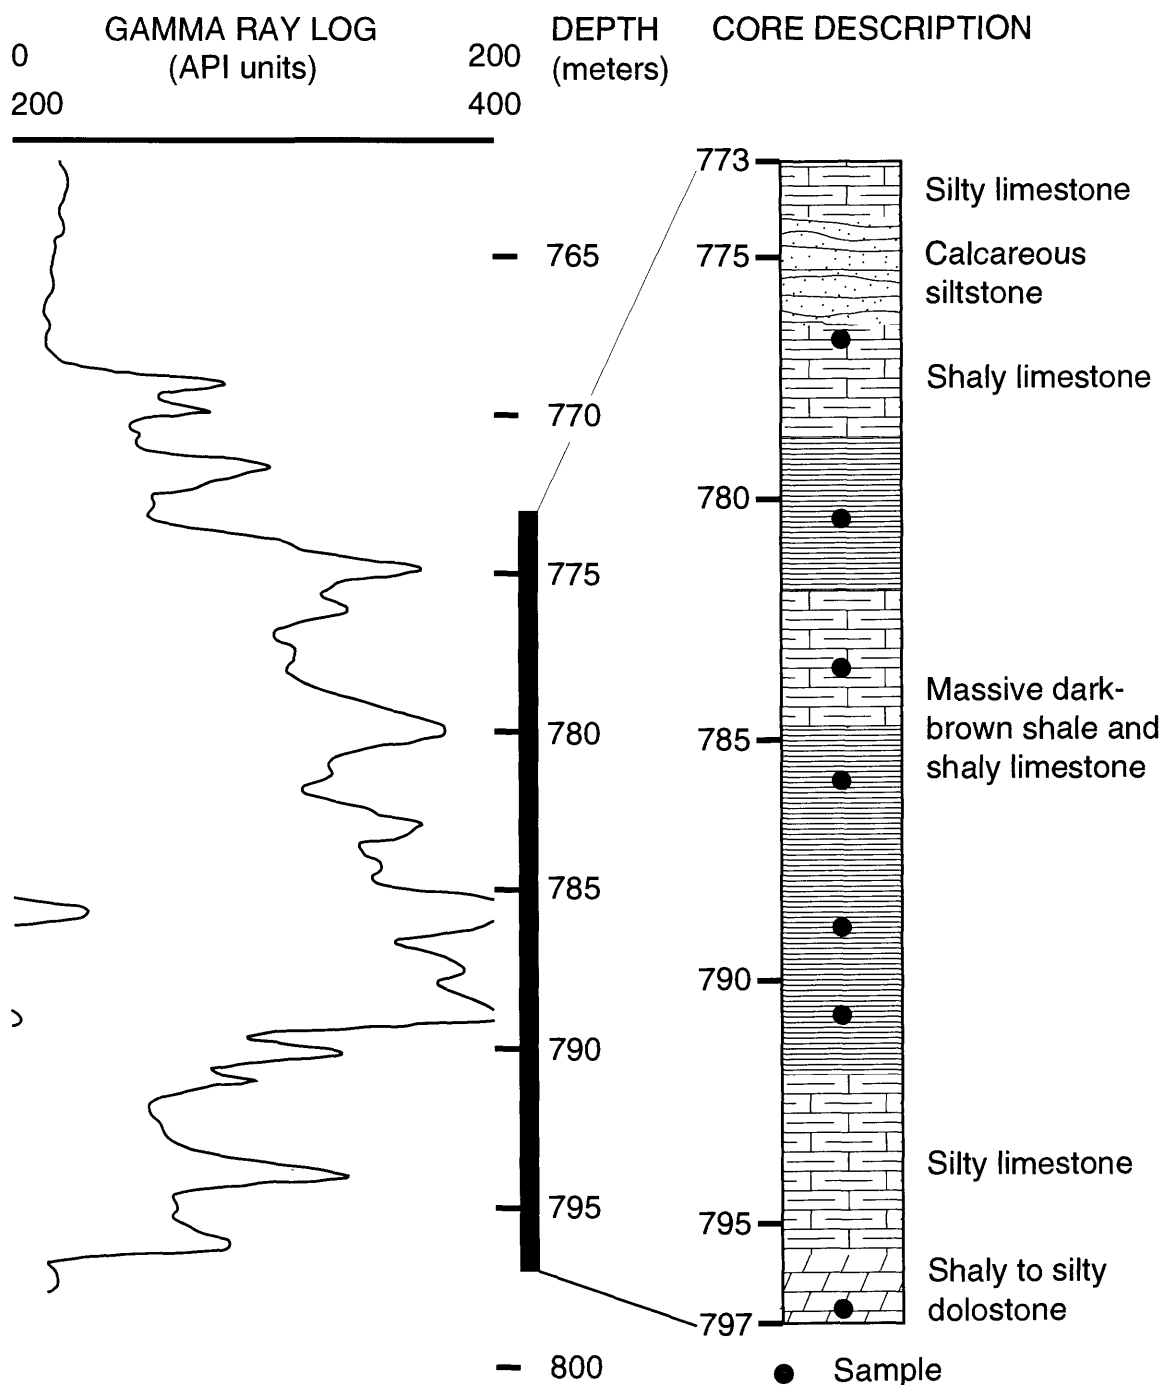 GAMMA RAY LOG
(API units)
0 200
200 400
DEPTH
(meters)
CORE DESCRIPTION
765
770
775
780
785
790
795
800
773
775
780
785
790
795
797
Silty limestone
Calcareous
siltstone
Shaly limestone
Massive dark-
brown shale and
shaly limestone
Silty limestone
Shaly to silty
dolostone
Sample